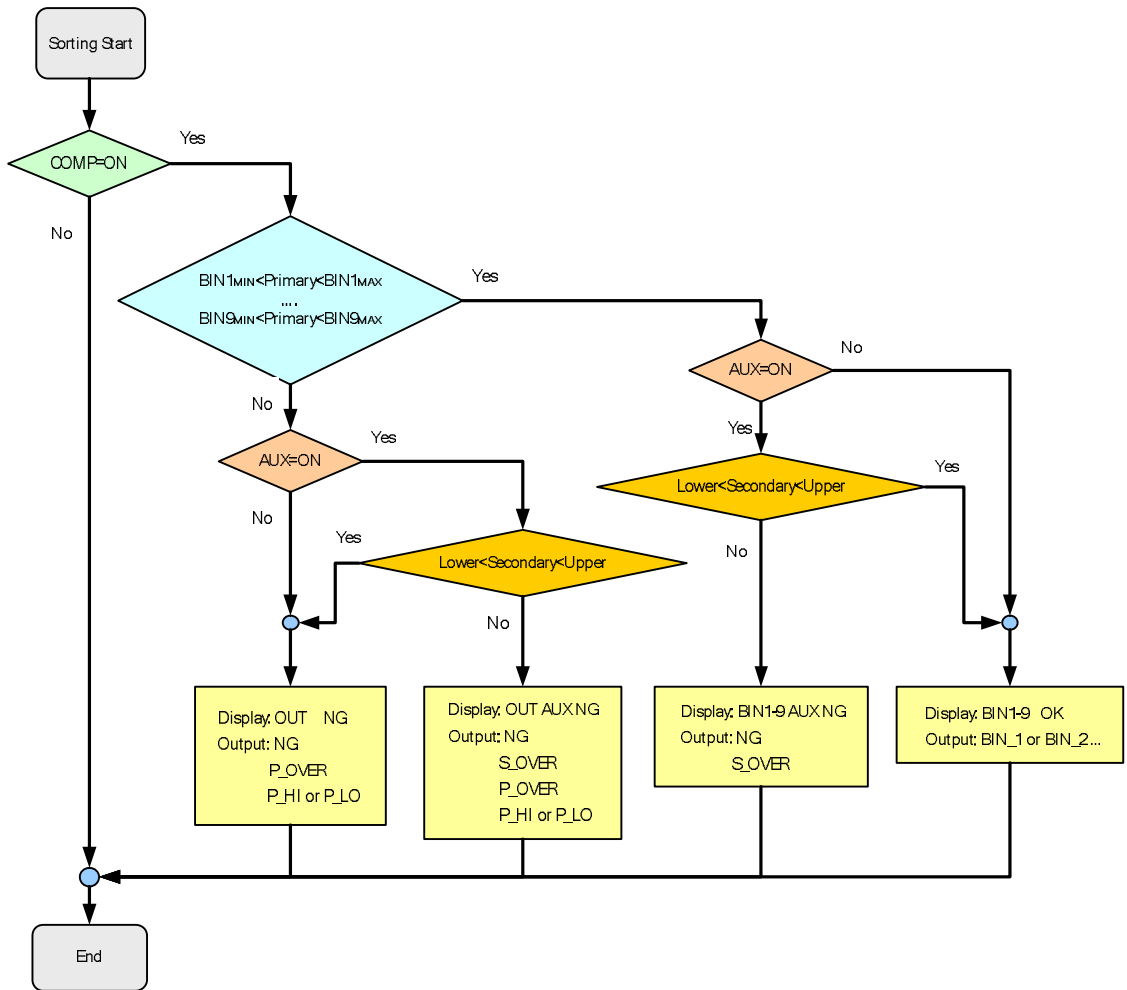 Sorting Start
COMP=ON
Yes
No
BIN1MIN<Primary<BIN1MAX
....
BIN9MIN<Primary<BIN9MAX
Yes
No
AUX=ON
No
Yes
AUX=ON
Yes
No
Lower<Secondary<Upper
Yes
No
Lower<Secondary<Upper
Yes
No
Display: OUT NG
Output: NG
P_OVER
P_HI or P_LO
Display: OUT AUX NG
Output: NG
S_OVER
P_OVER
P_HI or P_LO
Display: BIN1-9 AUX NG
Output: NG
S_OVER
Display: BIN1-9 OK
Output: BIN_1 or BIN_2...
End